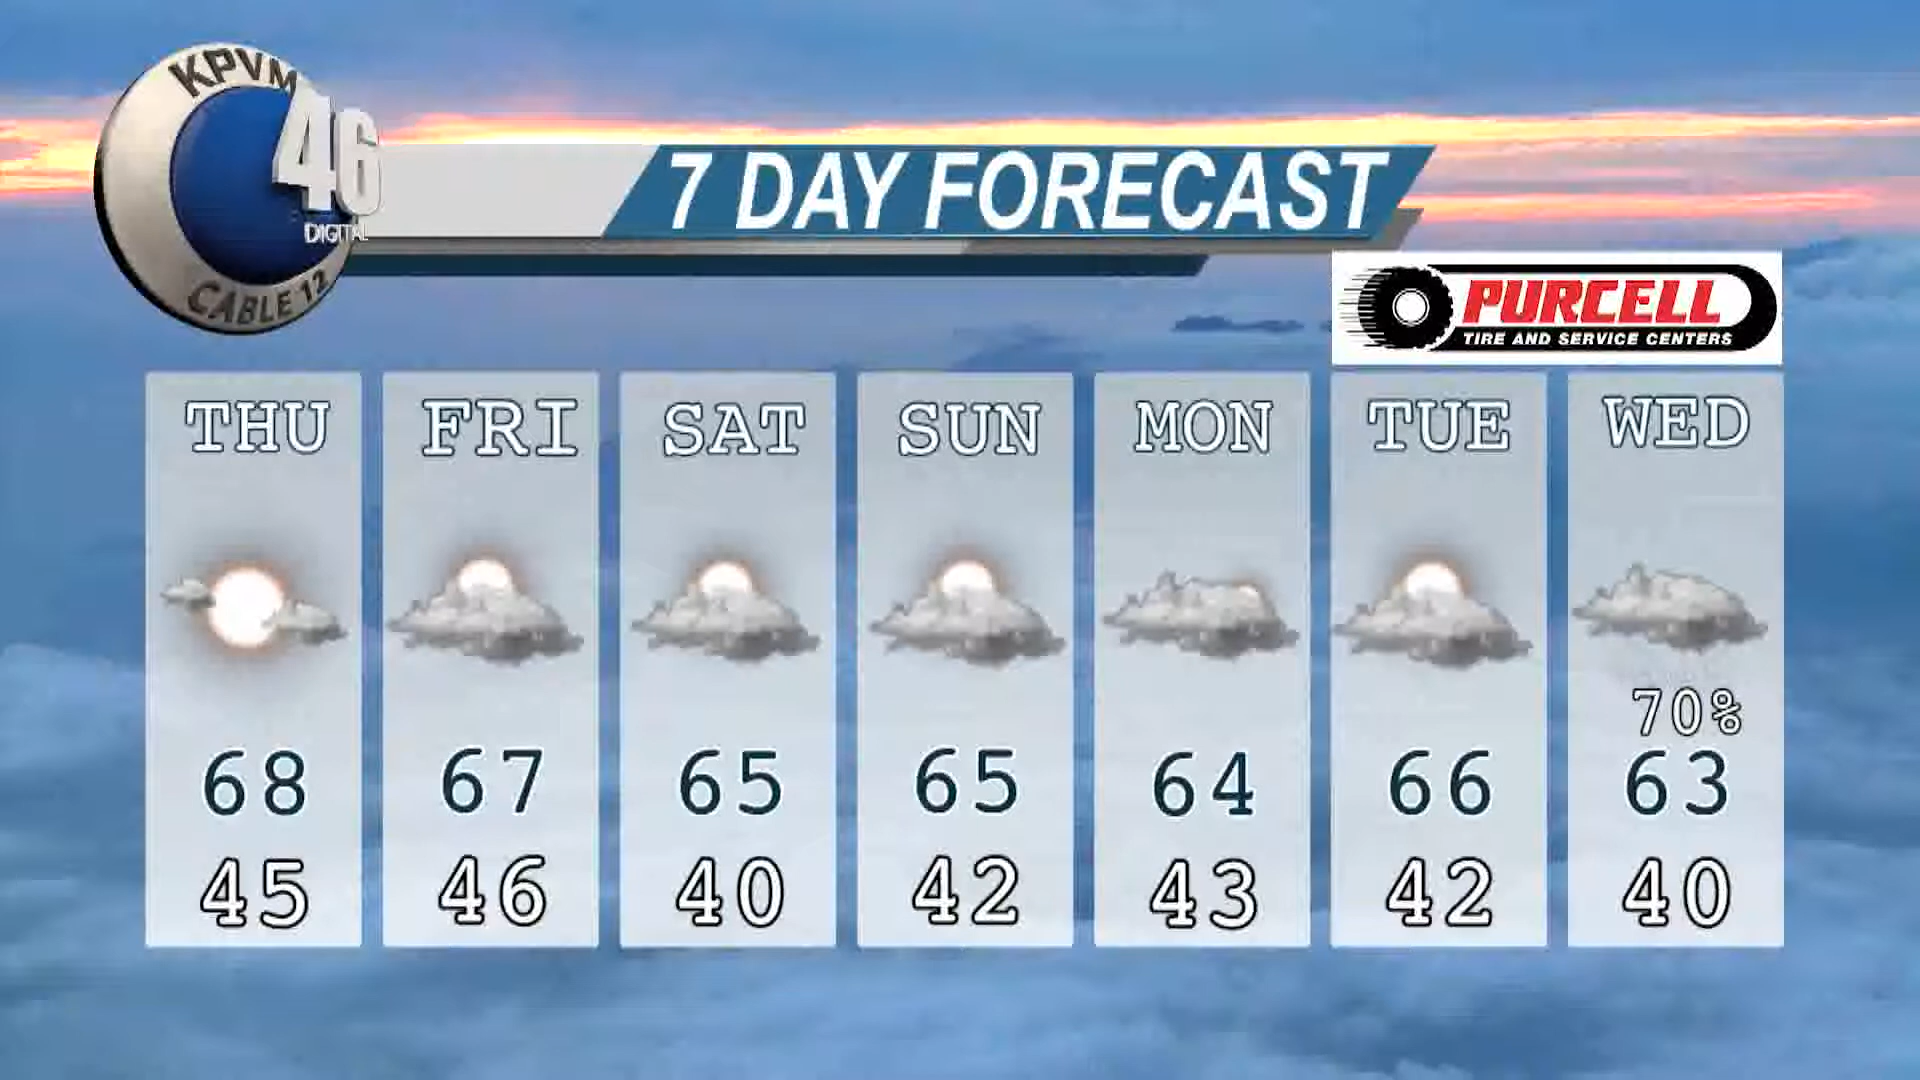 KPVM
46
DIGITAL
CABLE 12
7 DAY FORECAST
PURCELL
TIRE AND SERVICE CENTERS
THU FRI SAT SUN MON TUE WED
70%
68 67 65 65 64 66 63
45 46 40 42 43 42 40